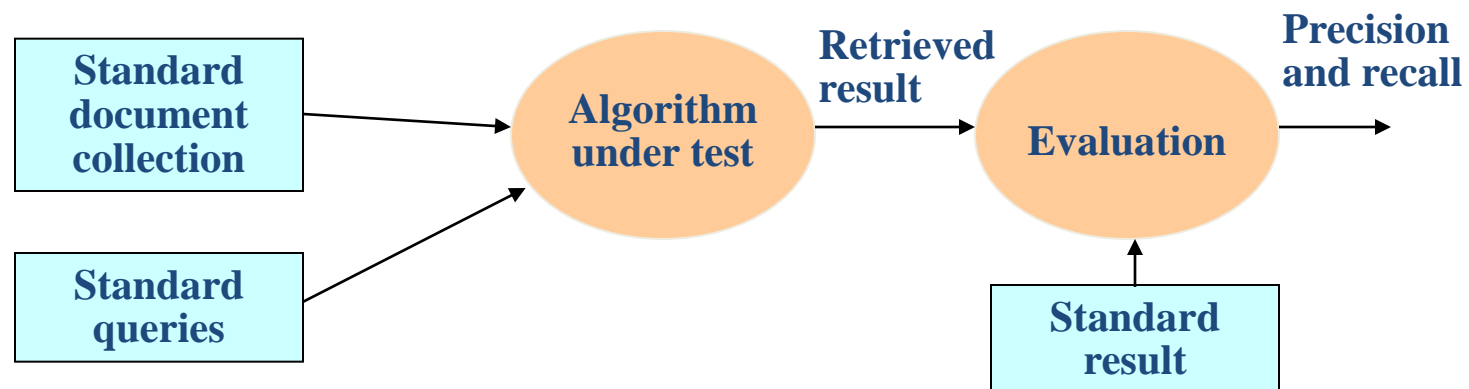 Standard
document
collection
Standard
queries
Algorithm
under test
Retrieved
result
Evaluation
Precision
and recall
Standard
result